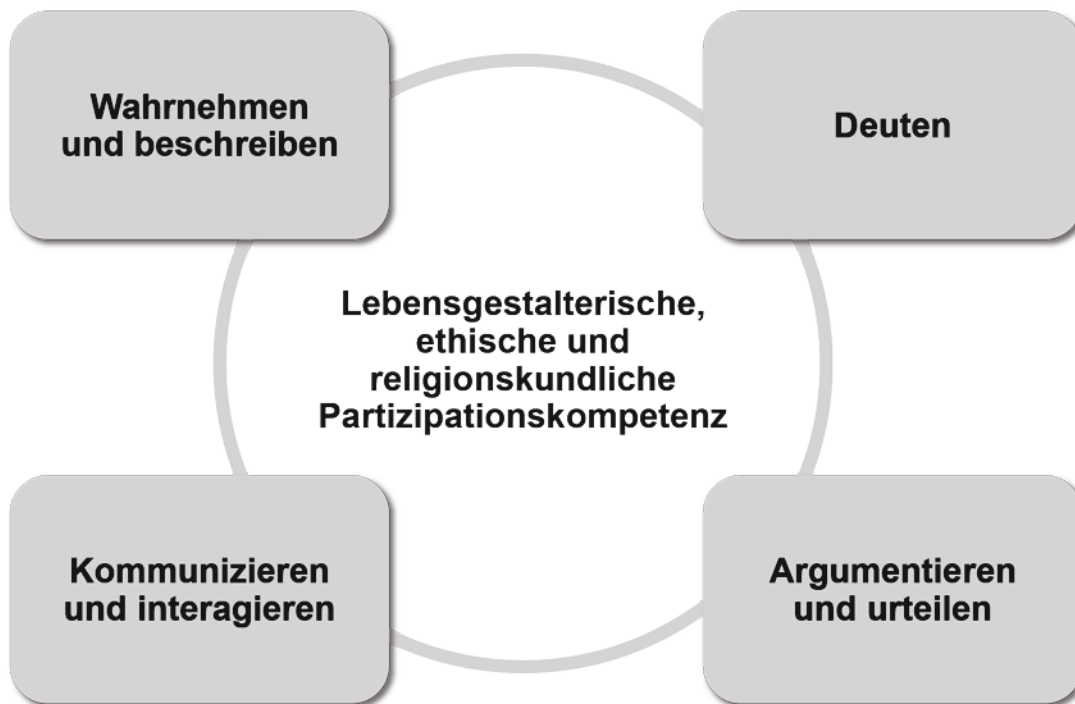 Wahrnehmen
und beschreiben
Deuten
Lebensgestalterische,
ethische und
religionskundliche
Partizipationskompetenz
Kommunizieren
und interagieren
Argumentieren
und urteilen